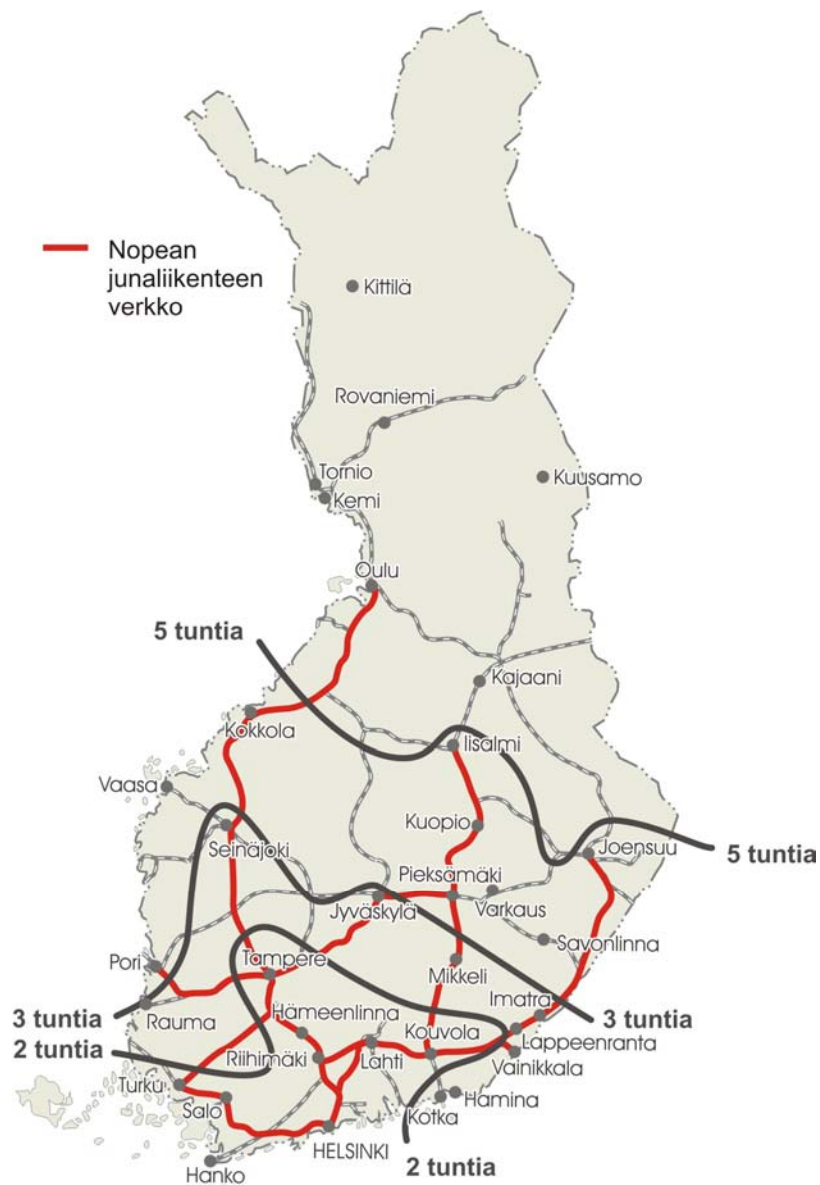 Nopean
junaliikenteen
verkko
Kittilä
Rovaniemi
Tornio
Kuusamo
Kemi
Oulu
5 tuntia
Kajaani
Kokkola
Iisalmi
Vaasa
Kuopio
Seinäjoki
Joensuu
5 tuntia
Pieksämäki
Jyväskylä
Varkaus
Savonlinna
Pori
Tampere
Mikkeli
Imatra
3 tuntia
Rauma
Hämeenlinna
3 tuntia
Kouvola
Lappeenranta
2 tuntia
Riihimäki
Lahti
Vainikkala
Turku
Salo
Hamina
Kotka
HELSINKI
2 tuntia
Hanko